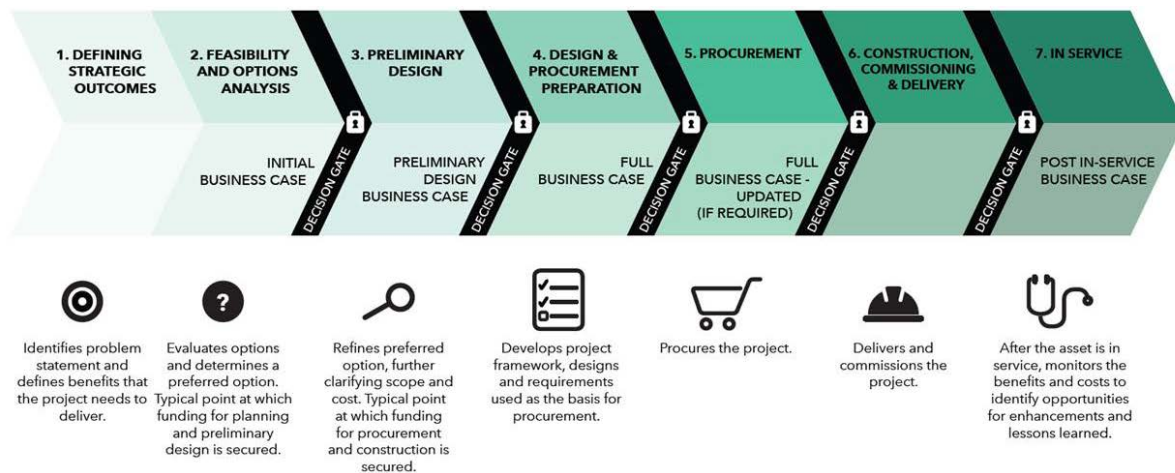 1. DEFINING
STRATEGIC
OUTCOMES
2. FEASIBILITY
AND OPTIONS
ANALYSIS
3. PRELIMINARY
DESIGN
4. DESIGN &
PROCUREMENT
PREPARATION
5. PROCUREMENT
6. CONSTRUCTION,
COMMISSIONING
& DELIVERY
7. IN SERVICE
INITIAL
BUSINESS CASE
DECISION GATE
PRELIMINARY
DESIGN
BUSINESS CASE
DECISION GATE
FULL
BUSINESS CASE
DECISION GATE
FULL
BUSINESS CASE -
UPDATED
(IF REQUIRED)
DECISION GATE
DECISION GATE
POST IN-SERVICE
BUSINESS CASE
?
Identifies problem
statement and
defines benefits that
the project needs to
deliver.
Evaluates options
and determines a
preferred option.
Typical point at which
funding for planning
and preliminary
design is secured.
Refines preferred
option, further
clarifying scope and
cost. Typical point
at which funding
for procurement
and construction is
secured.
Develops project
framework, designs
and requirements
used as the basis for
procurement.
Procures the project.
Delivers and
commissions the
project.
After the asset is in
service, monitors the
benefits and costs to
identify opportunities
for enhancements and
lessons learned.